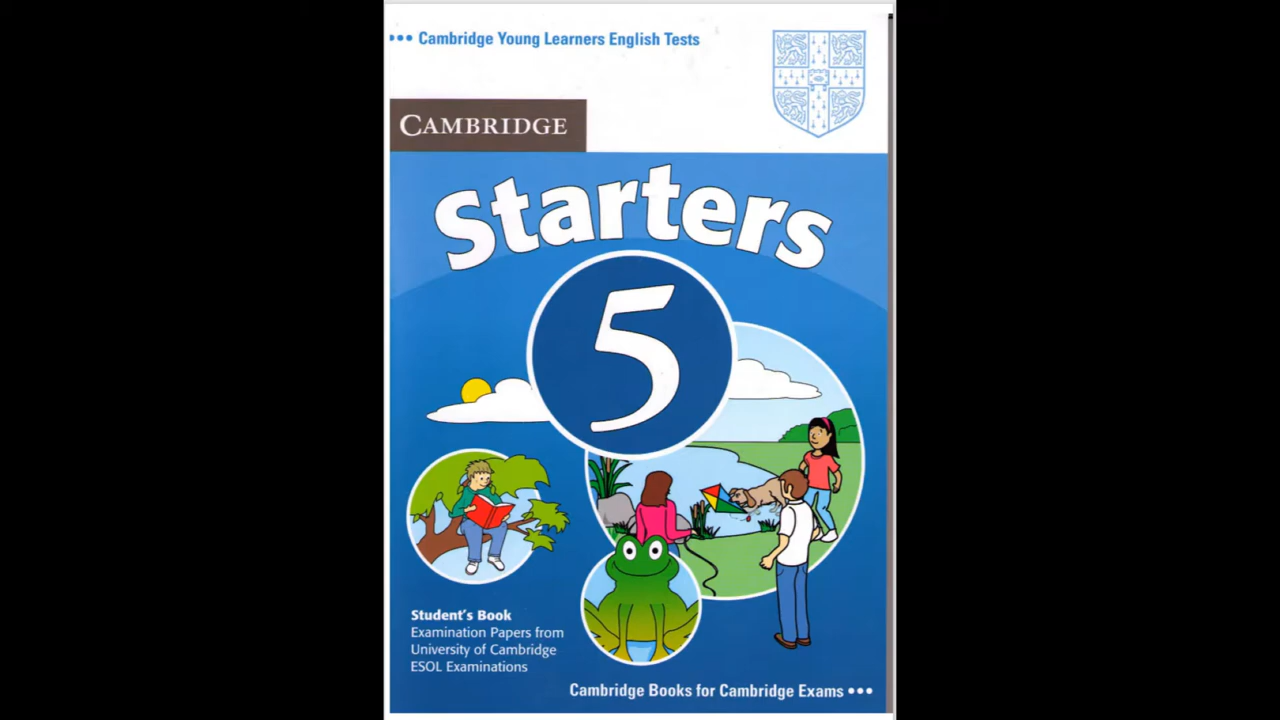 ••• Cambridge Young Learners English Tests
CAMBRIDGE
Starters
5
Student's Book
Examination Papers from
University of Cambridge
ESOL Examinations
Cambridge Books for Cambridge Exams •••